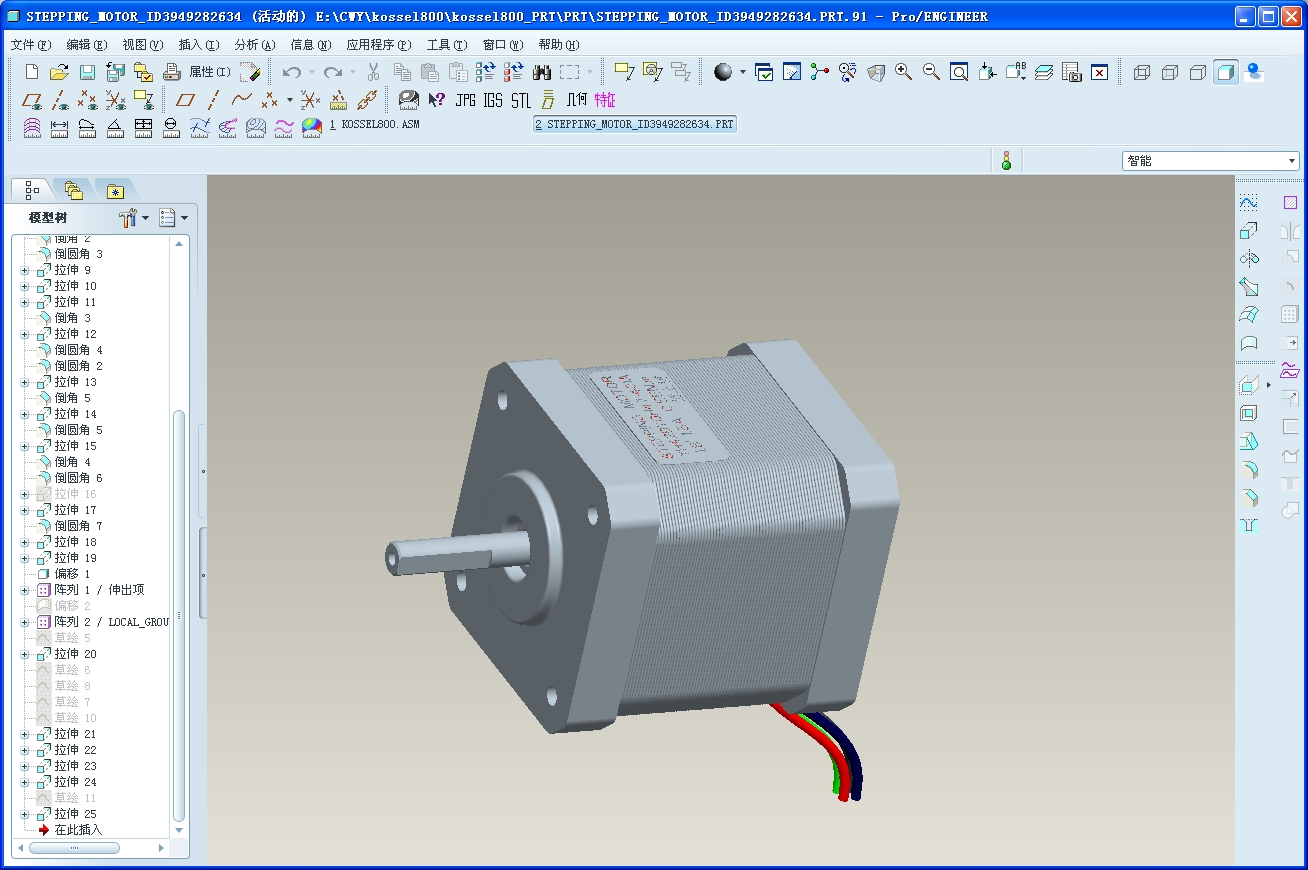 STEPPING_MOTOR_ID3949282634 (活动的) E:\CWY\kossel800\kossel800_PRT\PRT\STEPPING_MOTOR_ID3949282634.PRT.91 - Pro/ENGINEER
文件(F) 编辑(E) 视图(V) 插入(I) 分析(A) 信息(N) 应用程序(P) 工具(T) 窗口(W) 帮助(H)
属性(I)
JPG IGS STL 几何 特征
1 KOSSEL800.ASM 2 STEPPING_MOTOR_ID3949282634.PRT
智能
模型树
倒角 2
倒圆角 3
拉伸 9
拉伸 10
拉伸 11
倒角 3
拉伸 12
倒圆角 4
倒圆角 2
拉伸 13
倒角 5
拉伸 14
倒圆角 5
拉伸 15
倒角 4
倒圆角 6
拉伸 16
拉伸 17
倒圆角 7
拉伸 18
拉伸 19
偏移 1
阵列 1 / 伸出项
偏移 2
阵列 2 / LOCAL_GROU
草绘 5
拉伸 20
草绘 6
草绘 8
草绘 7
草绘 10
拉伸 21
拉伸 22
拉伸 23
拉伸 24
草绘 11
拉伸 25
在此插入
STEPPING MOTOR